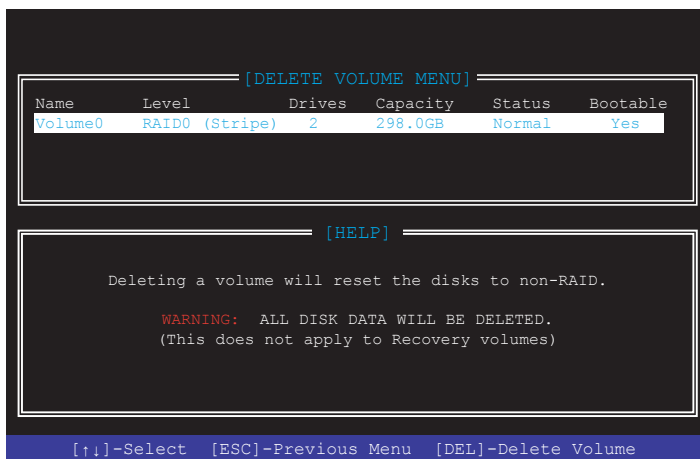 [DELETE VOLUME MENU]
Name Level Drives Capacity Status Bootable
Volume0 RAID0 (Stripe) 2 298.0GB Normal Yes
[HELP]
Deleting a volume will reset the disks to non-RAID.
WARNING: ALL DISK DATA WILL BE DELETED.
(This does not apply to Recovery volumes)
[↑↓]-Select [ESC]-Previous Menu [DEL]-Delete Volume